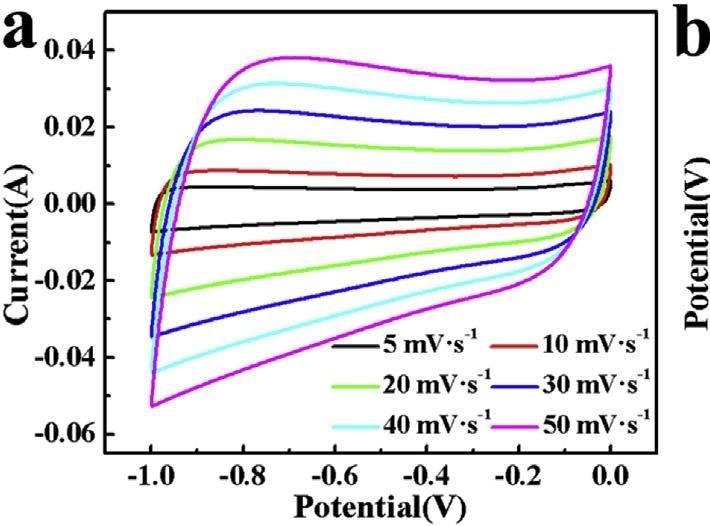 a
b
0.04
0.02
0.00
-0.02
-0.04
-0.06
Current(A)
Potential(V)
5 mV·s-1 10 mV·s-1
20 mV·s-1 30 mV·s-1
40 mV·s-1 50 mV·s-1
-1.0 -0.8 -0.6 -0.4 -0.2 0.0
Potential(V)